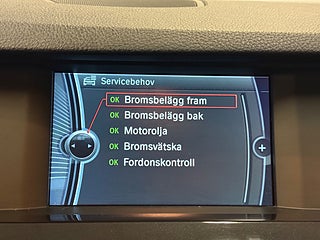 Servicebehov
OK Bromsbelägg fram
OK Bromsbelägg bak
OK Motorolja
OK Bromsvätska
OK Fordonskontroll